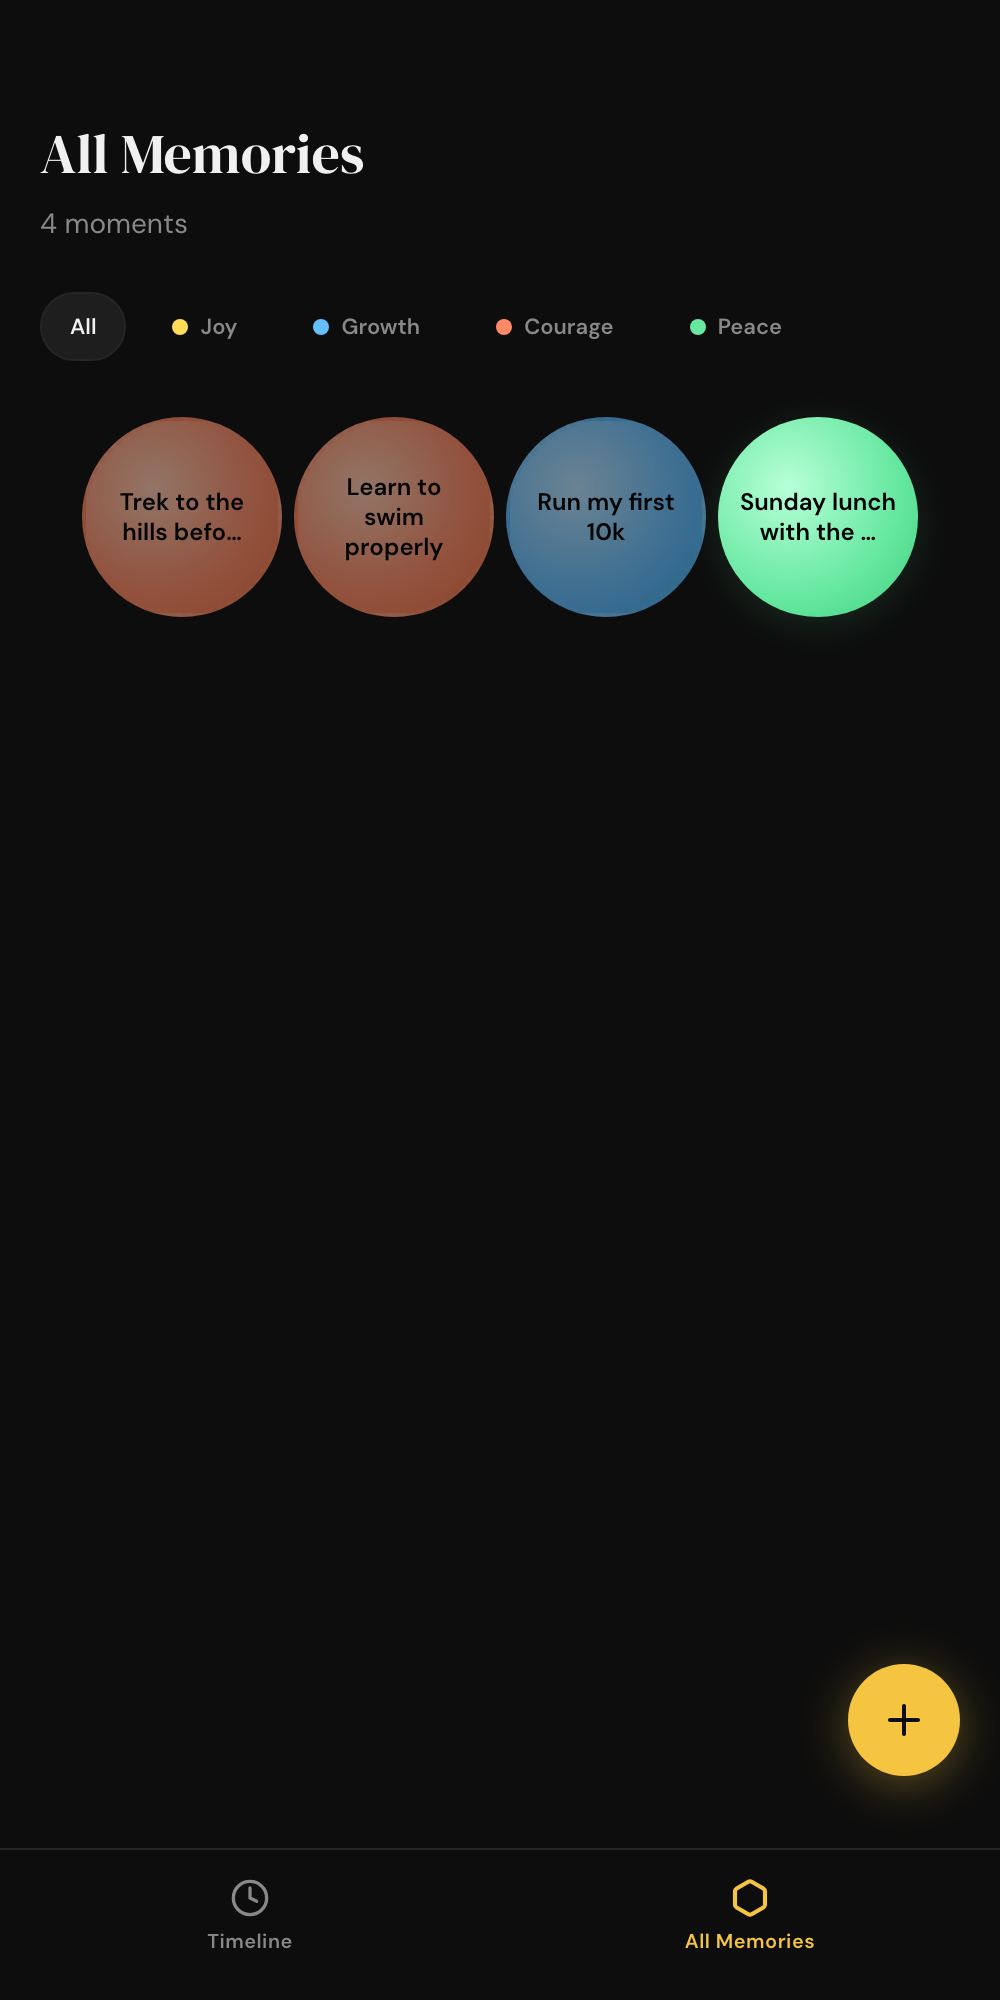 All Memories
4 moments
All
Joy
Growth
Courage
Peace
Trek to the
hills befo...
Learn to
swim
properly
Run my first
10k
Sunday lunch
with the ...
Timeline
All Memories